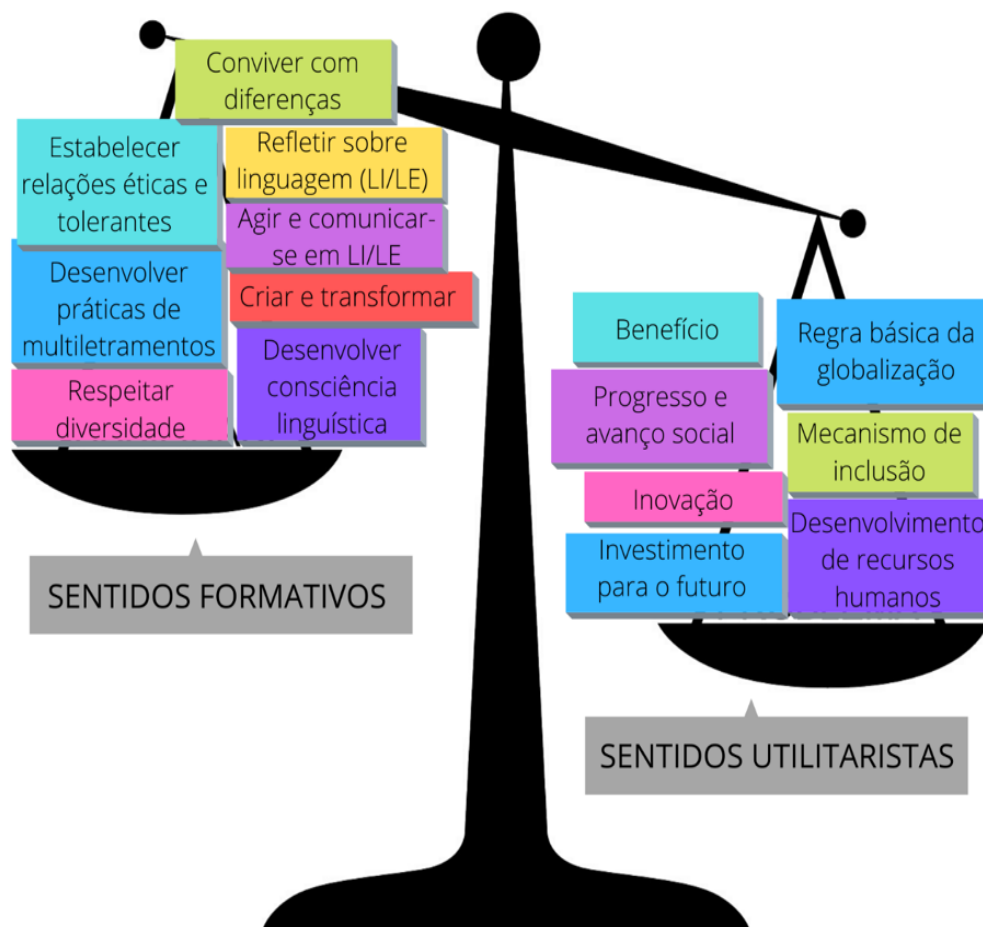 Conviver com
diferenças
Estabelecer
relações éticas e
tolerantes
Refletir sobre
linguagem (LI/LE)
Agir e comunicar-
se em LI/LE
Desenvolver
práticas de
multiletramentos
Criar e transformar
Respeitar
diversidade
Desenvolver
consciência
linguística
SENTIDOS FORMATIVOS
Benefício
Regra básica da
globalização
Progresso e
avanço social
Mecanismo de
inclusão
Inovação
Investimento
para o futuro
Desenvolvimento
de recursos
humanos
SENTIDOS UTILITARISTAS